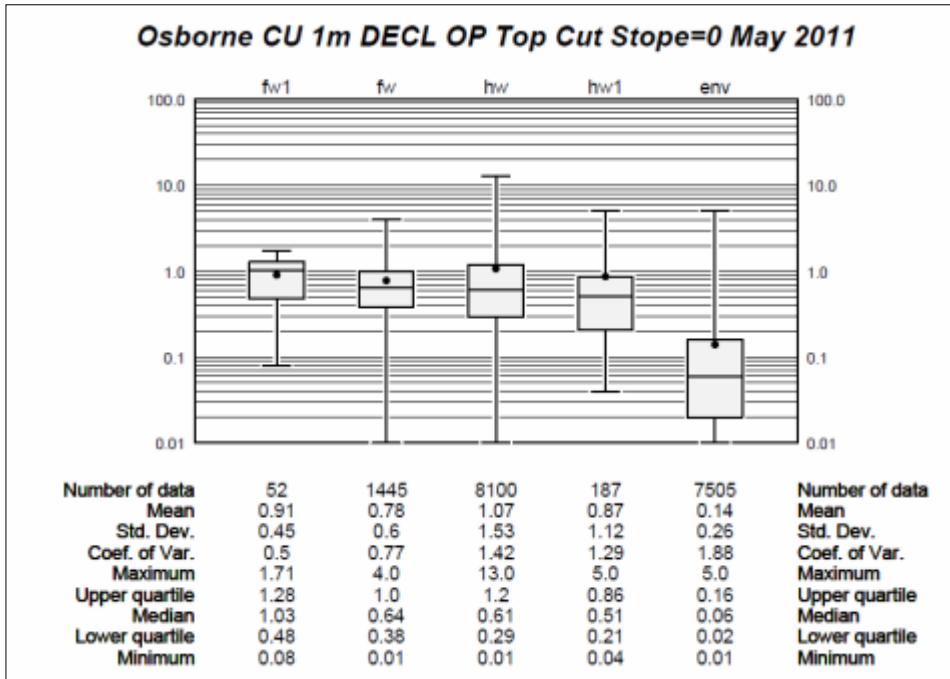 Osborne CU 1m DECL OP Top Cut Stope=0 May 2011
fw1 fw hw hw1 env
100.0 100.0
10.0 10.0
1.0 1.0
0.1 0.1
0.01 0.01
Number of data 52 1445 8100 187 7505 Number of data
Mean 0.91 0.78 1.07 0.87 0.14 Mean
Std. Dev. 0.45 0.6 1.53 1.12 0.26 Std. Dev.
Coef. of Var. 0.5 0.77 1.42 1.29 1.88 Coef. of Var.
Maximum 1.71 4.0 13.0 5.0 5.0 Maximum
Upper quartile 1.28 1.0 1.2 0.86 0.16 Upper quartile
Median 1.03 0.64 0.61 0.51 0.06 Median
Lower quartile 0.48 0.38 0.29 0.21 0.02 Lower quartile
Minimum 0.08 0.01 0.01 0.04 0.01 Minimum